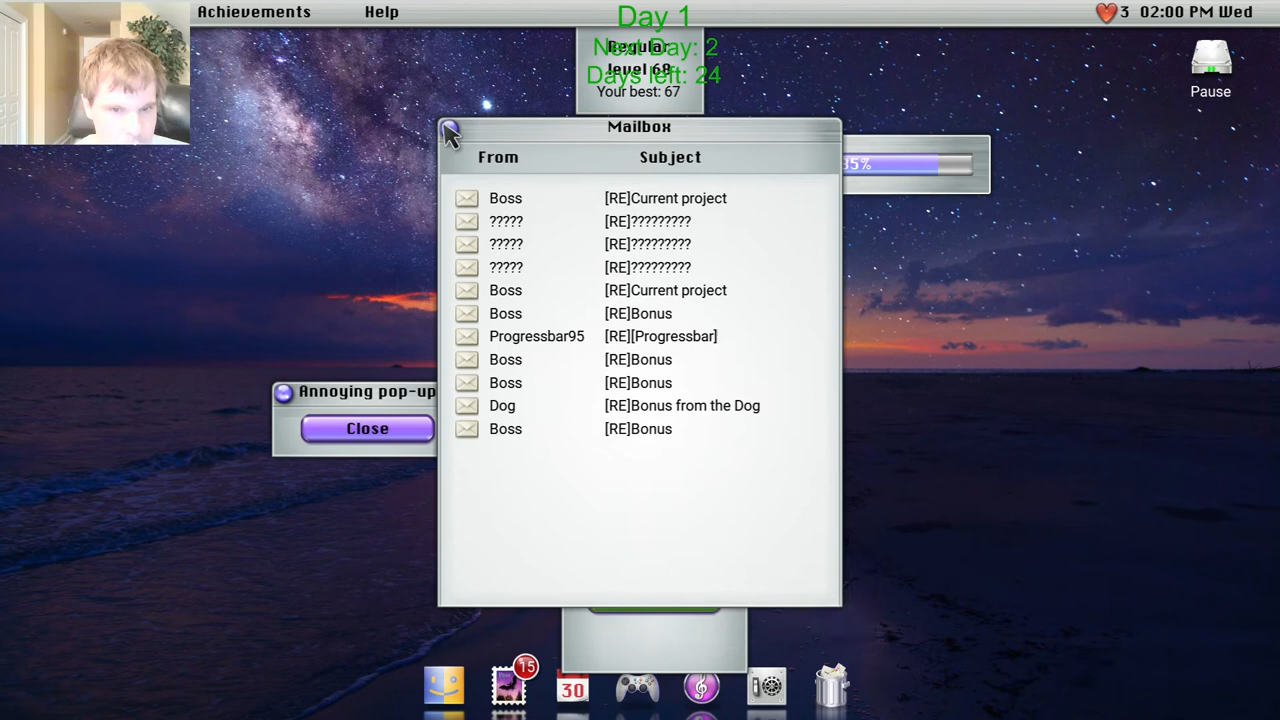 Achievements Help
3 02:00 PM Wed
Day 1
Next Day: 2
Days left: 24
Regular
level 68
Your best: 67
Pause
Mailbox
From Subject
Boss [RE]Current project
????? [RE]?????????
????? [RE]?????????
????? [RE]?????????
Boss [RE]Current project
Boss [RE]Bonus
Progressbar95 [RE][Progressbar]
Boss [RE]Bonus
Boss [RE]Bonus
Dog [RE]Bonus from the Dog
Boss [RE]Bonus
Annoying pop-up
Close
15
30